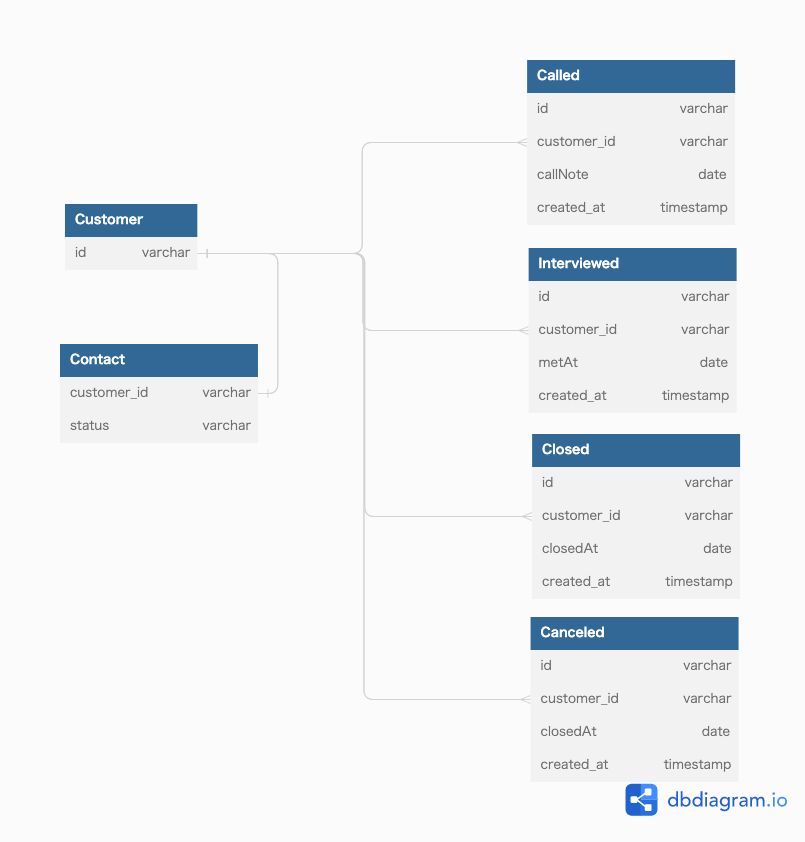 Customer
id varchar
Contact
customer_id varchar
status varchar
Called
id varchar
customer_id varchar
callNote date
created_at timestamp
Interviewed
id varchar
customer_id varchar
metAt date
created_at timestamp
Closed
id varchar
customer_id varchar
closedAt date
created_at timestamp
Canceled
id varchar
customer_id varchar
closedAt date
created_at timestamp
dbdiagram.io